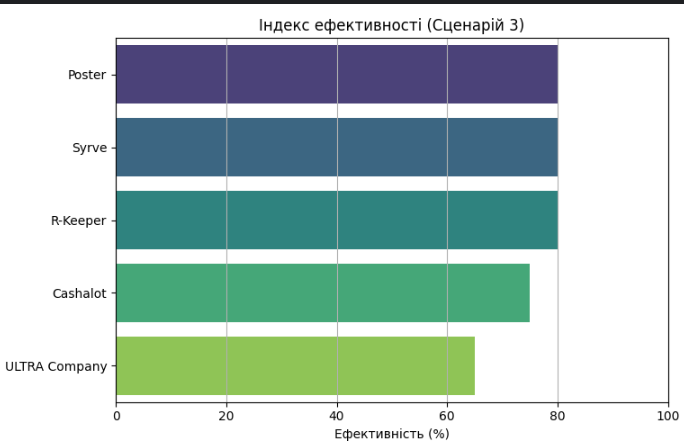 Індекс ефективності (Сценарій 3)
Poster
Syrve
R-Keeper
Cashalot
ULTRA Company
0 20 40 60 80 100
Ефективність (%)